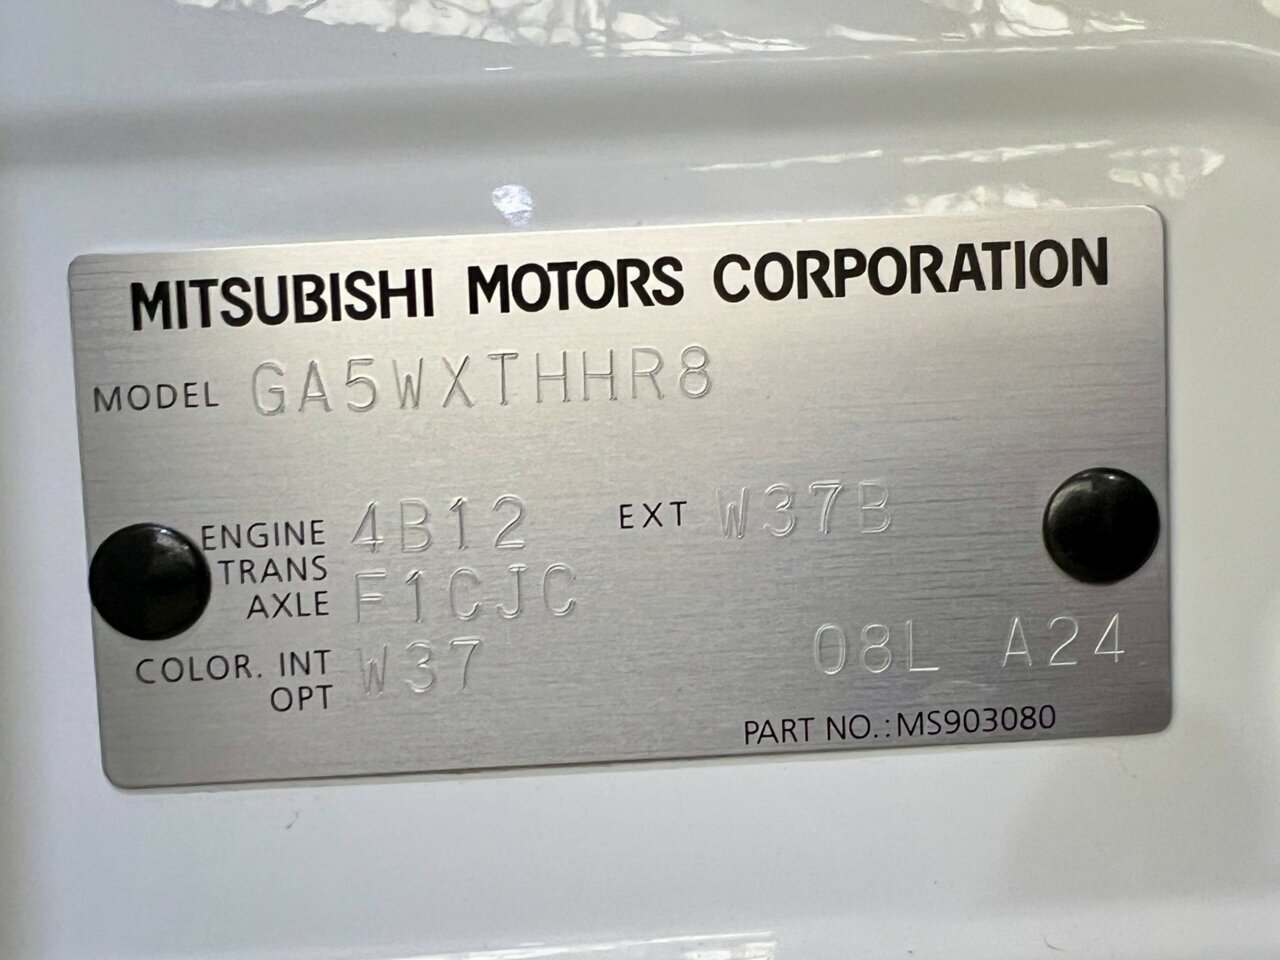 MITSUBISHI MOTORS CORPORATION
MODEL GA5WXTHHR8
ENGINE 4B12 EXT W37B
TRANS
AXLE F1CJC
COLOR. INT W37
OPT
08L A24
PART NO.:MS903080